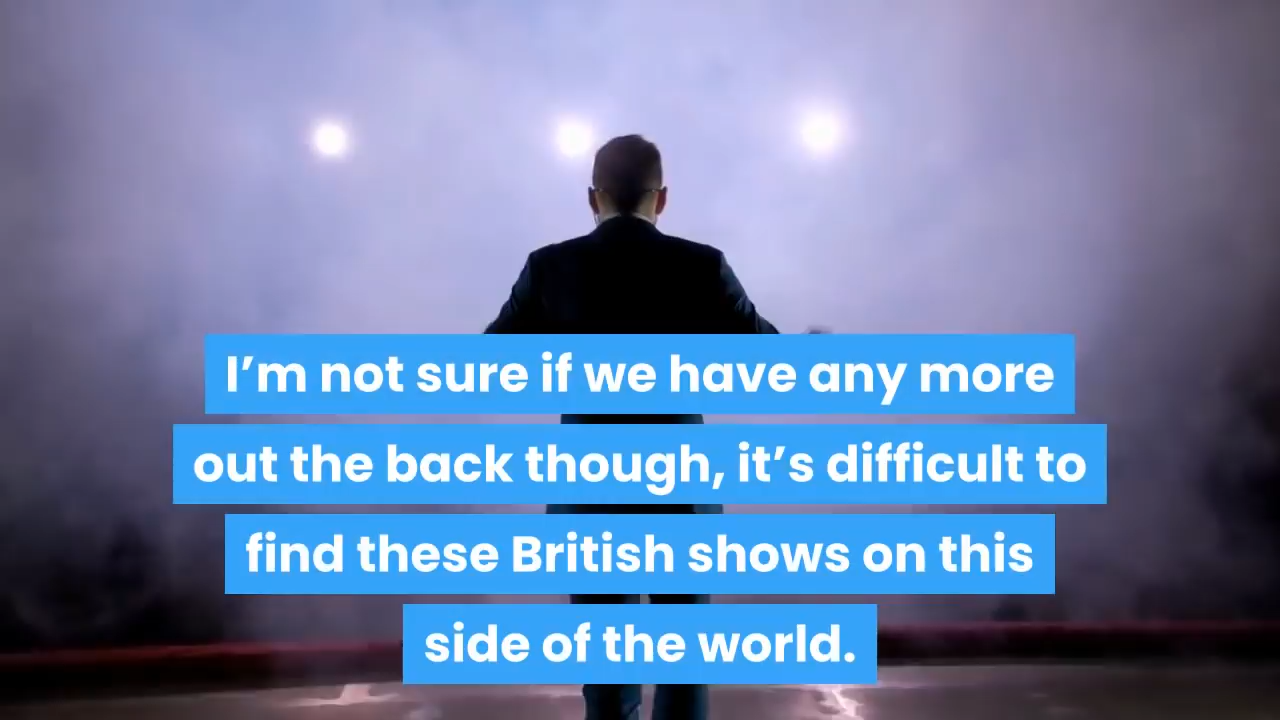 I’m not sure if we have any more
out the back though, it’s difficult to
find these British shows on this
side of the world.